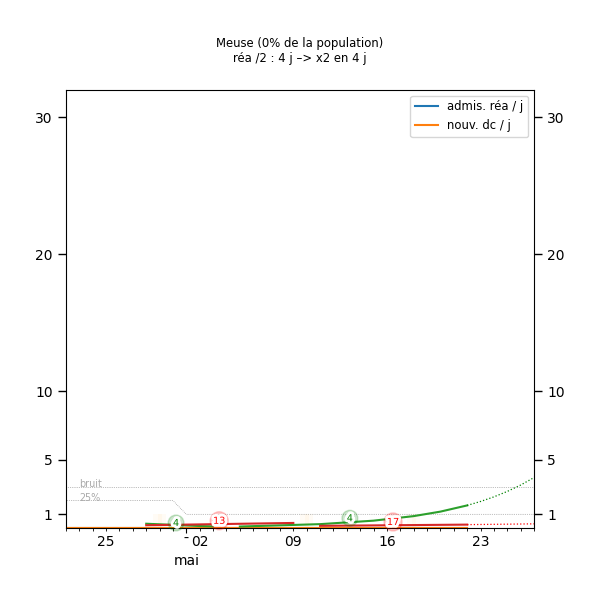 Meuse (0% de la population)
réa /2 : 4 j –> x2 en 4 j
admis. réa / j
nouv. dc / j
30 30
20 20
10 10
5 5
bruit
25%
1 1
4 13 4 17
25 02 09 16 23
mai